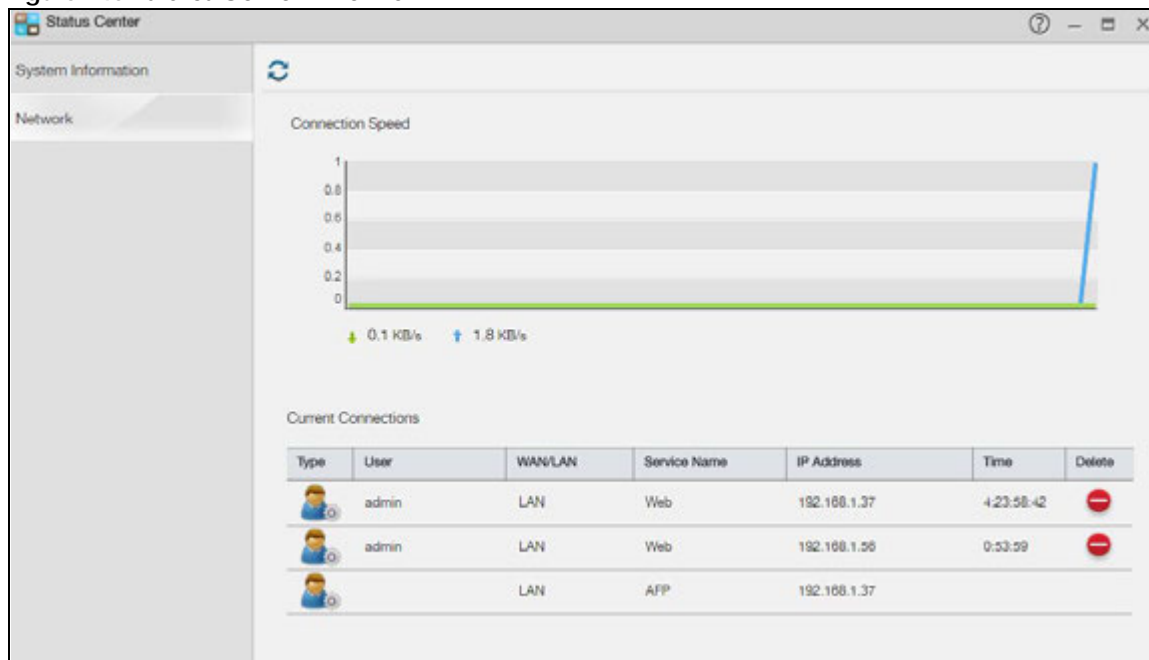 Status Center
System Information
Network
Connection Speed
1
0.8
0.6
0.4
0.2
0
0.1 KB/s 1.8 KB/s
Current Connections
Type User WAN/LAN Service Name IP Address Time Delete
admin LAN Web 192.168.1.37 4:23:58:42
admin LAN Web 192.168.1.56 0:53:59
LAN AFP 192.168.1.37